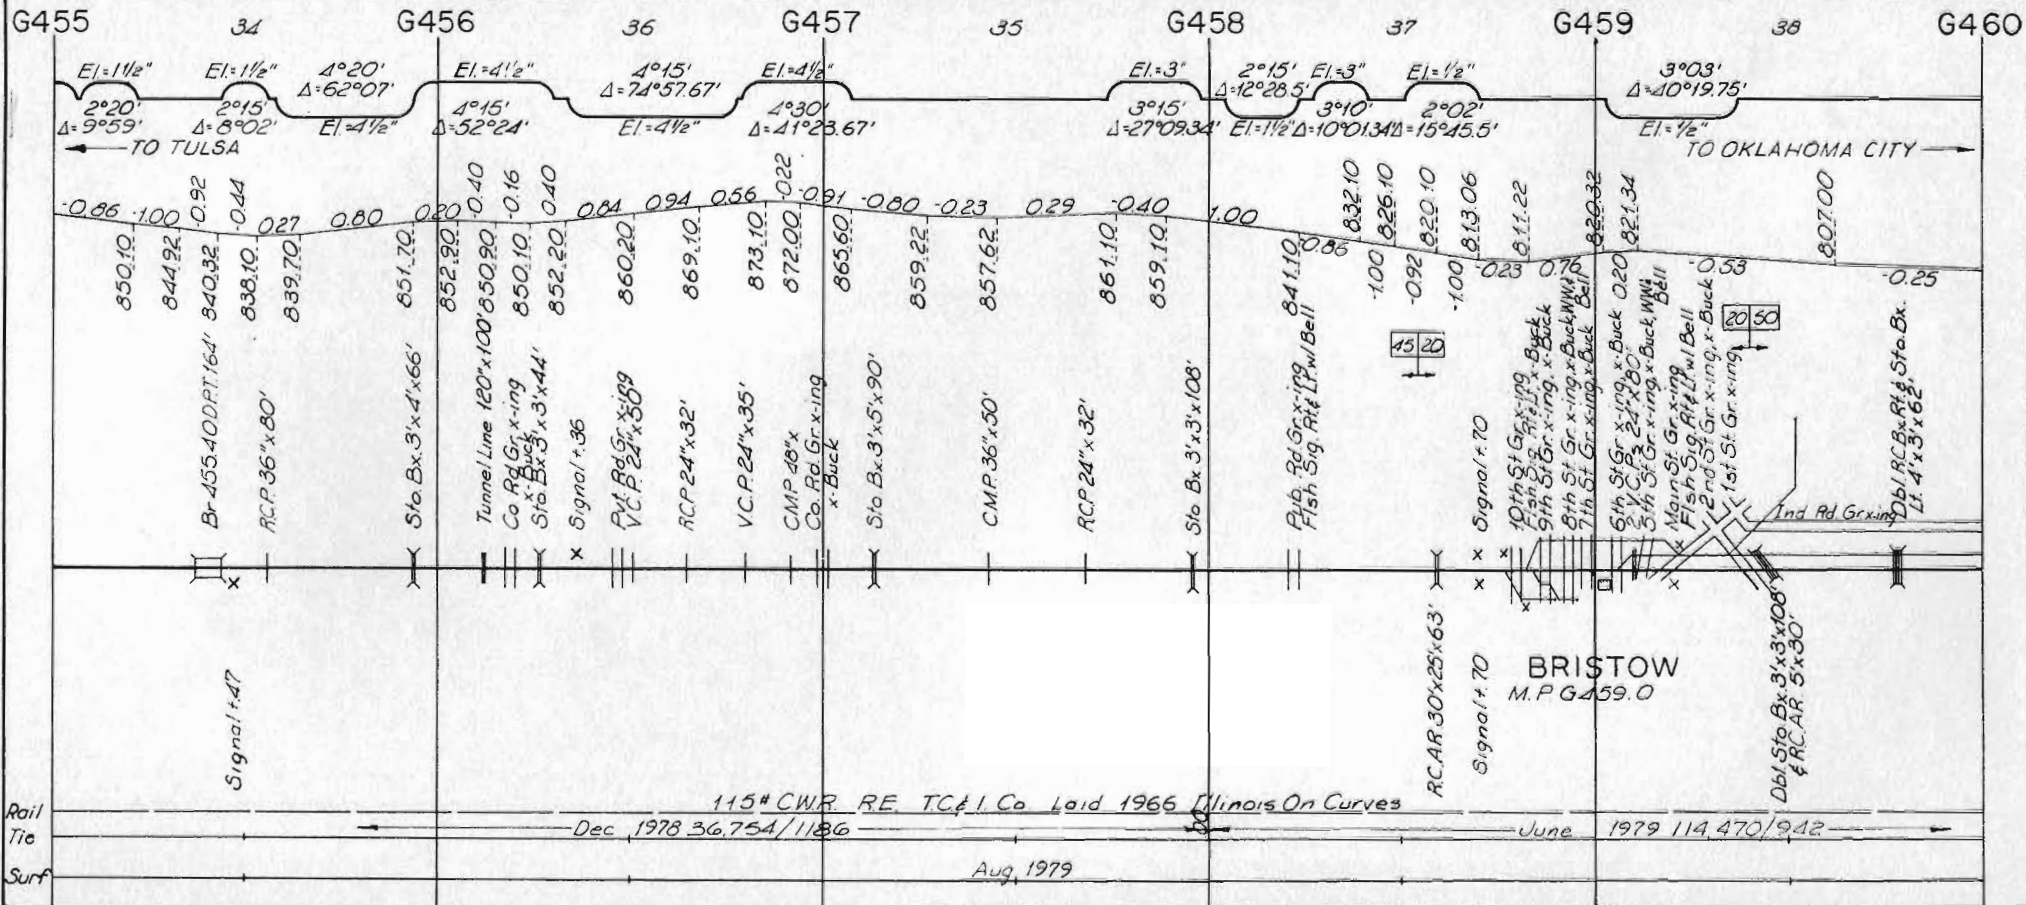 G455 34 G456 36 G457 35 G458 37 G459 38 G460
El.=1½" El.=1½" 4°20' El.=4½" 4°15' El.=4½" El.=3" 2°15' El.=3" El.=½" 3°03'
Δ=62°07' Δ=74°57.67' Δ=12°28.5' Δ=40°19.75'
2°20' 2°15' El.=4½" 4°15' El.=4½" 4°30' 3°15' El=1½" 3°10' 2°02' El=½"
Δ=9°59' Δ=8°02' Δ=52°24' Δ=41°23.67' Δ=27°09.34' Δ=10°01.34' Δ=15°45.5'
TO TULSA
TO OKLAHOMA CITY
-0.86 -1.00 -0.92 -0.44 0.27 0.80 0.20 -0.40 -0.16 0.40 0.84 0.94 0.56 -0.22 -0.91 -0.80 -0.23 0.29 -0.40 1.00 -0.86 -1.00 -0.92 -1.00 -0.23 0.76 0.20 -0.53 -0.25
850.10 844.92 840.32 838.10 839.70 851.70 852.90 850.90 850.10 852.20 860.20 869.10 873.10 872.00 865.60 859.22 857.62 861.10 859.10 841.10 832.10 826.10 820.10 813.06 811.22 820.32 821.34 807.00
45 20
20 50
Br-455.4 O.D.P.T. 164'
R.C.P. 36"x80'
Sto. Bx. 3'x4'x66'
Tunnel Line 120"x100'
Co Rd Gr x-ing
x-Buck
Sto. Bx. 3'x3'x44'
Signal +.36
Pvt. Rd. Gr. x-ing
V.C.P. 24"x50'
R.C.P. 24"x32'
V.C.P. 24"x35'
C.M.P. 48"x
Co. Rd. Gr. x-ing
x-Buck
Sto. Bx. 3'x5'x90'
C.M.P. 36"x50'
R.C.P. 24"x32'
Sto Bx. 3'x3'x108'
Pub. Rd Gr. x-ing
Flsh Sig. Rt & Lt w/Bell
Signal +.70
10th St Gr x-ing
Flsh Sig. Rt & Lt
9th St Gr. x-ing, x-Buck
8th St Gr x-ing, x-Buck, WW's
7th St Gr x-ing, x-Buck Bell
6th St Gr x-ing, x-Buck
2-V.C.P.'s 24"x80'
5th St Gr x-ing, x-Buck, WW's
Bell
Main St. Gr x-ing
Flsh Sig. Rt & Lt w/Bell
2nd St Gr x-ing, x-Buck
1st St Gr x-ing
Ind Rd Gr x-ing
Dbl R.C. Bx. Rt & Sto. Bx.
Lt. 4'x3'x62'
Signal +.47
R.C.AR. 30'x25'x63'
Signal +.70
BRISTOW
M.P. G459.0
Dbl. Sto Bx. 3'x3'x108'
& R.C. AR. 5'x30'
Rail 115# C.W.R. R.E. T.C. & I. Co. Laid 1966 Illinois On Curves
Tie Dec 1978 36,754/1186 June 1979 114,470/942
Surf Aug 1979